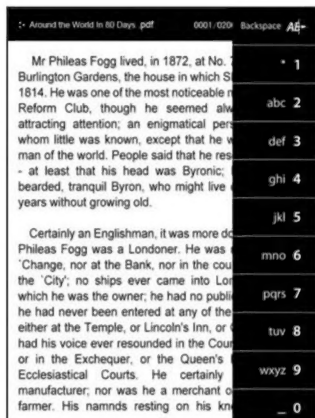 Around the World In 80 Days .pdf 0001/020 Backspace AB
Mr Phileas Fogg lived, in 1872, at No.
Burlington Gardens, the house in which S
1814. He was one of the most noticeable
Reform Club, though he seemed alw
attracting attention; an enigmatical pers
whom little was known, except that he w
man of the world. People said that he res
- at least that his head was Byronic;
bearded, tranquil Byron, who might live
years without growing old.
Certainly an Englishman, it was more do
Phileas Fogg was a Londoner. He was
`Change, nor at the Bank, nor in the cou
the `City'; no ships ever came into Lor
which he was the owner; he had no publi
he had never been entered at any of the
either at the Temple, or Lincoln's Inn, or
had his voice ever resounded in the Cour
or in the Exchequer, or the Queen's
Ecclesiastical Courts. He certainly
manufacturer; nor was he a merchant o
farmer. His namnds resting on his kn
* 1
abc 2
def 3
ghi 4
jkl 5
mno 6
pqrs 7
tuv 8
wxyz 9
_ 0